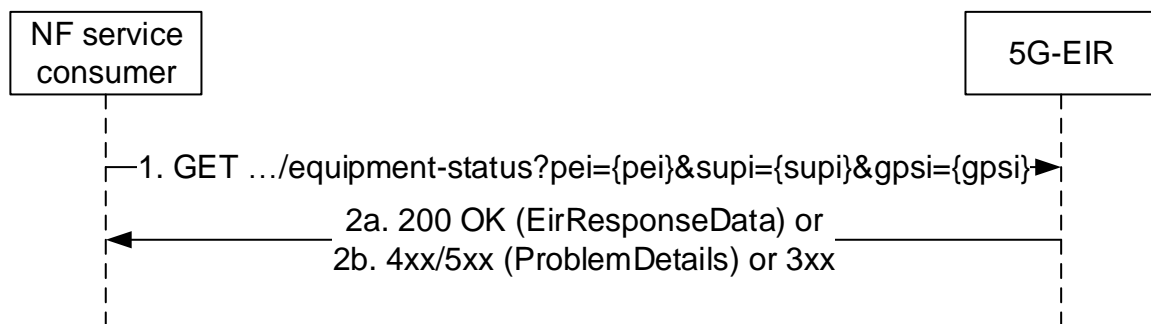 NF service
consumer
5G-EIR
1. GET …/equipment-status?pei={pei}&supi={supi}&gpsi={gpsi}
2a. 200 OK (EirResponseData) or
2b. 4xx/5xx (ProblemDetails) or 3xx